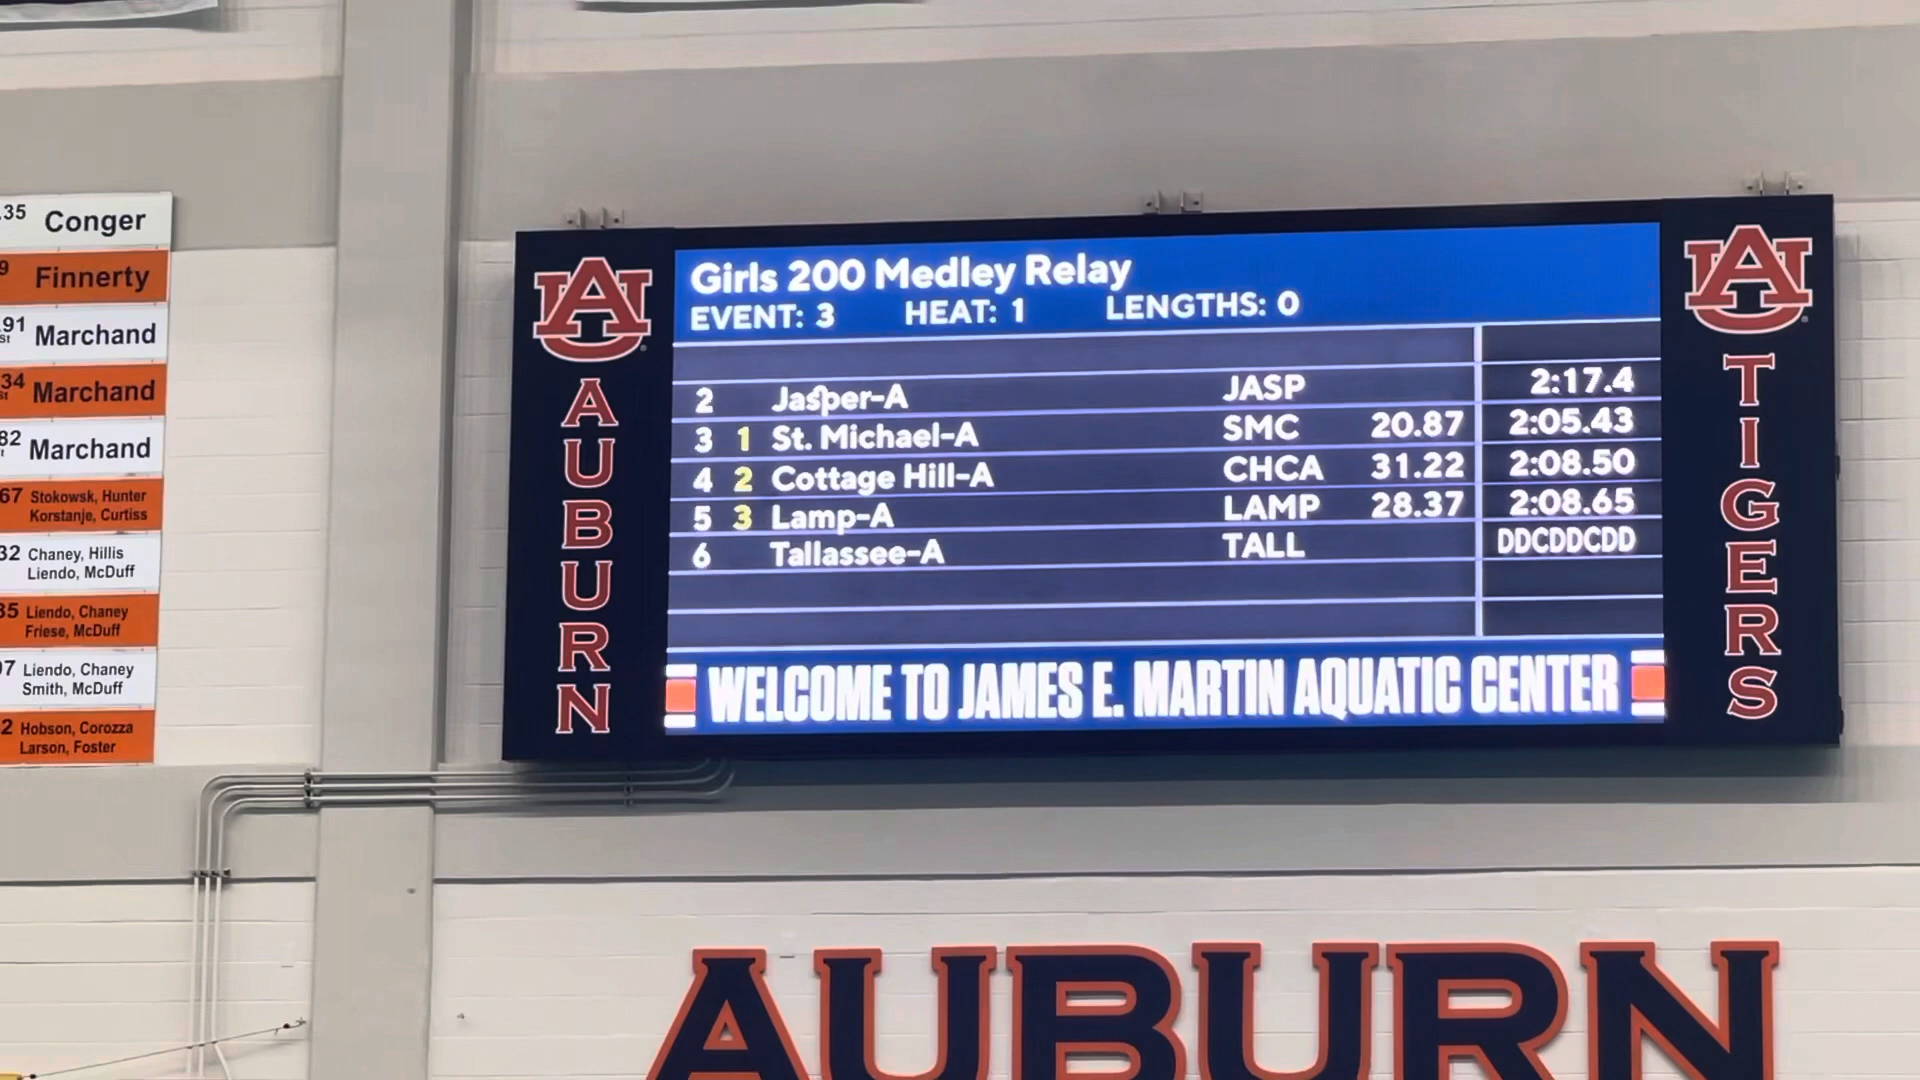 .35 Conger
9 Finnerty
.91 Marchand
34 Marchand
82 Marchand
67 Stokowsk, Hunter
Korstanje, Curtiss
32 Chaney, Hillis
Liendo, McDuff
35 Liendo, Chaney
Friese, McDuff
07 Liendo, Chaney
Smith, McDuff
2 Hobson, Corozza
Larson, Foster
AU
AUBURN
Girls 200 Medley Relay
EVENT: 3 HEAT: 1 LENGTHS: 0
2 Jasper-A JASP 2:17.4
3 1 St. Michael-A SMC 20.87 2:05.43
4 2 Cottage Hill-A CHCA 31.22 2:08.50
5 3 Lamp-A LAMP 28.37 2:08.65
6 Tallassee-A TALL DDCDDCDD
WELCOME TO JAMES E. MARTIN AQUATIC CENTER
AU
TIGERS
AUBURN